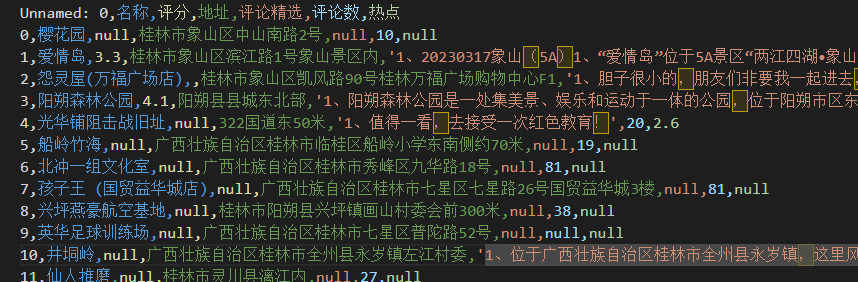 Unnamed: 0,名称,评分,地址,评论精选,评论数,热点
0,樱花园,null,桂林市象山区中山南路2号,null,10,null
1,爱情岛,3.3,桂林市象山区滨江路1号象山景区内,'1、20230317象山（5A）1、“爱情岛”位于5A景区“两江四湖•象山
2,怨灵屋(万福广场店),,桂林市象山区凯风路90号桂林万福广场购物中心F1,'1、胆子很小的，朋友们非要我一起进去，
3,阳朔森林公园,4.1,阳朔县县城东北部,'1、阳朔森林公园是一处集美景、娱乐和运动于一体的公园，位于阳朔市区东
4,光华铺阻击战旧址,null,322国道东50米,'1、值得一看，去接受一次红色教育！',20,2.6
5,船岭竹海,null,广西壮族自治区桂林市临桂区船岭小学东南侧约70米,null,19,null
6,北冲一组文化室,null,广西壮族自治区桂林市秀峰区九华路18号,null,81,null
7,孩子王 (国贸益华城店),null,广西壮族自治区桂林市七星区七星路26号国贸益华城3楼,null,81,null
8,兴坪燕豪航空基地,null,桂林市阳朔县兴坪镇画山村委会前300米,null,38,null
9,英华足球训练场,null,广西壮族自治区桂林市七星区普陀路52号,null,null,null
10,井垌岭,null,广西壮族自治区桂林市全州县永岁镇左江村委,'1、位于广西壮族自治区桂林市全州县永岁镇，这里风
11,仙人推磨,null,桂林市灵川县漓江内,null,27,null